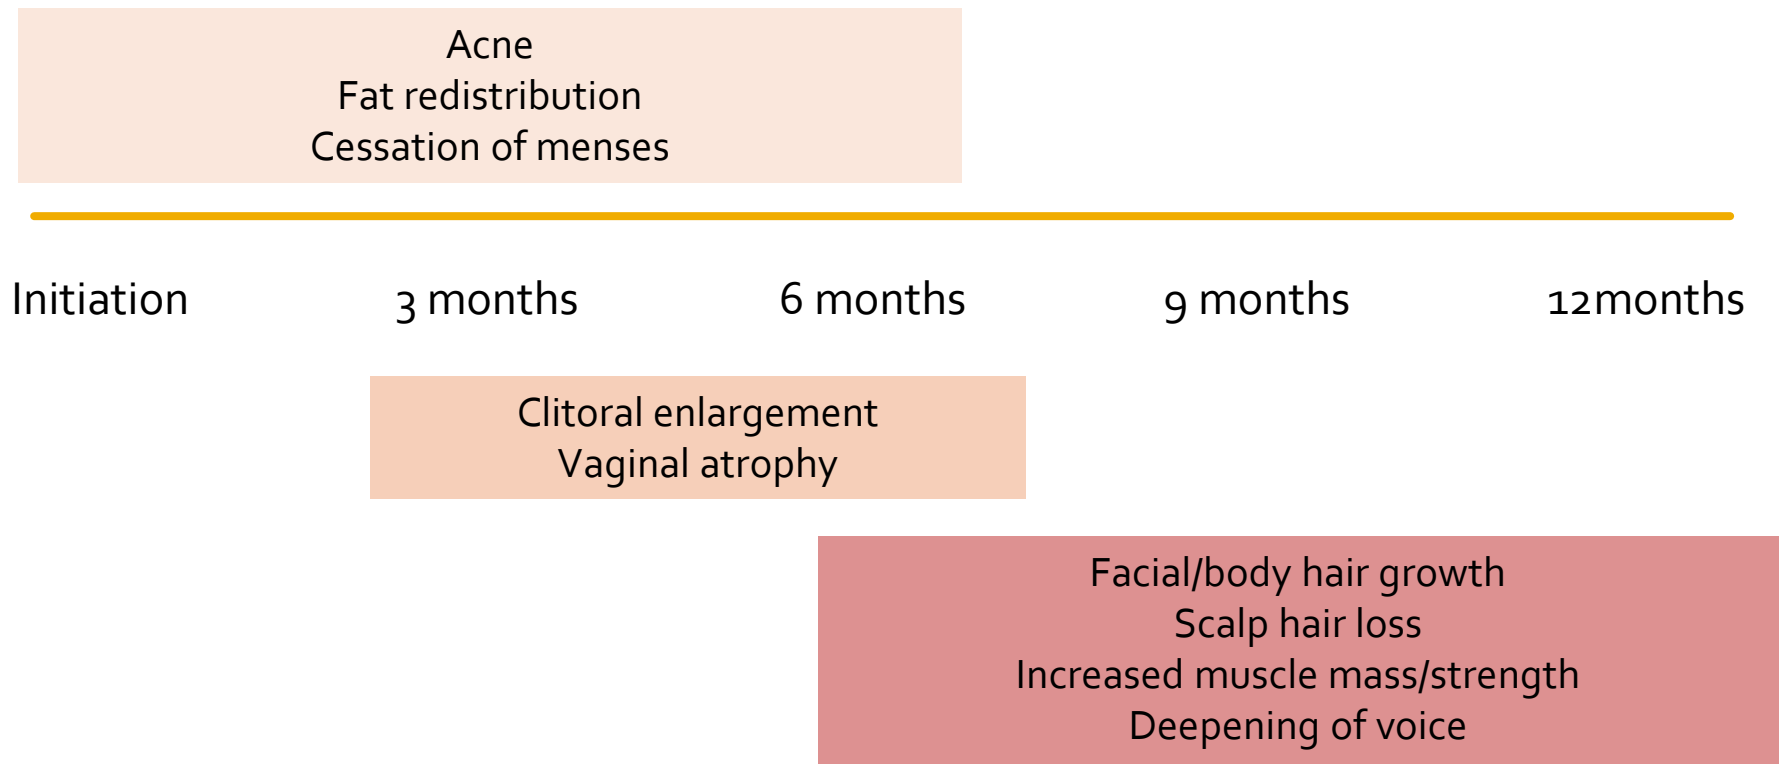 Acne
Fat redistribution
Cessation of menses
Initiation 3 months 6 months 9 months 12months
Clitoral enlargement
Vaginal atrophy
Facial/body hair growth
Scalp hair loss
Increased muscle mass/strength
Deepening of voice